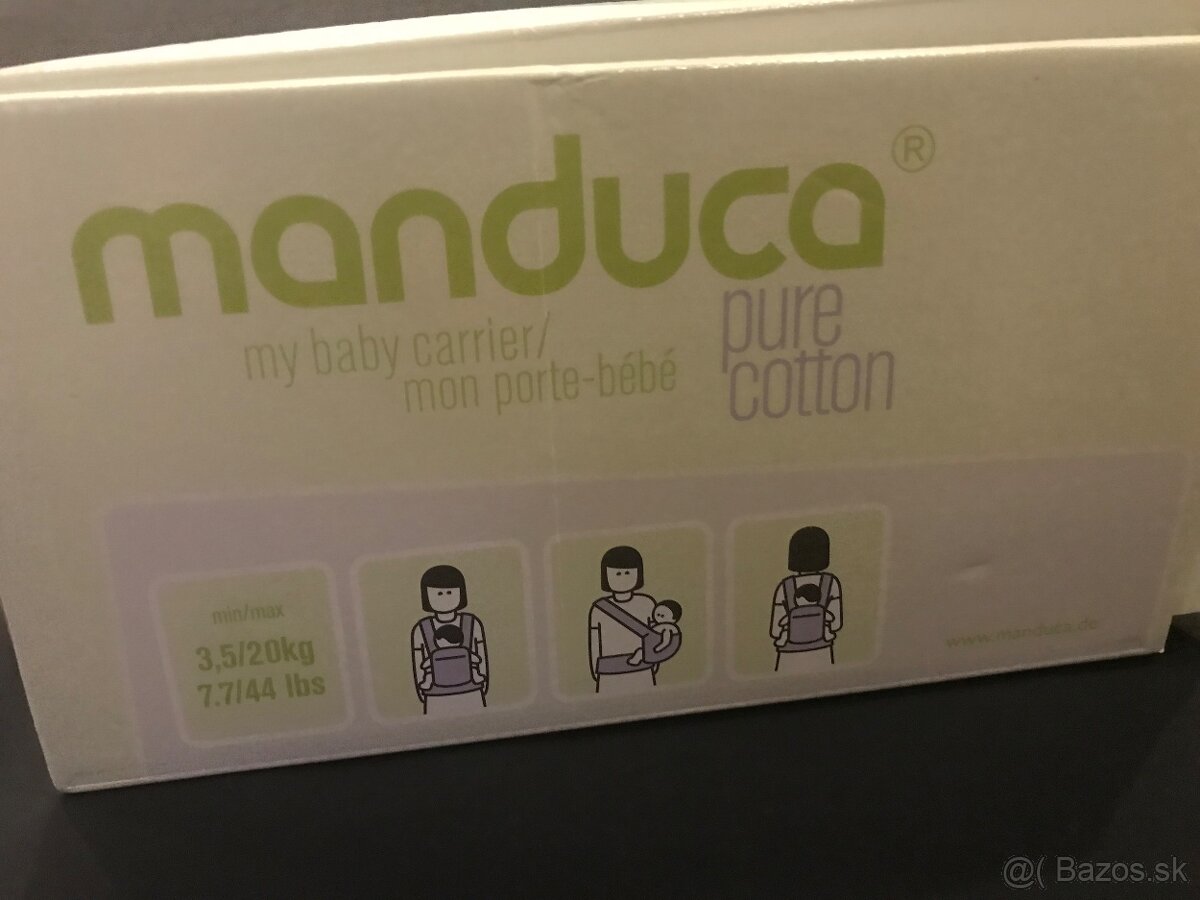 manduca®
my baby carrier/
mon porte-bébé
pure
cotton
min/max
3,5/20kg
7.7/44 lbs
www.manduca.de
@( Bazos.sk